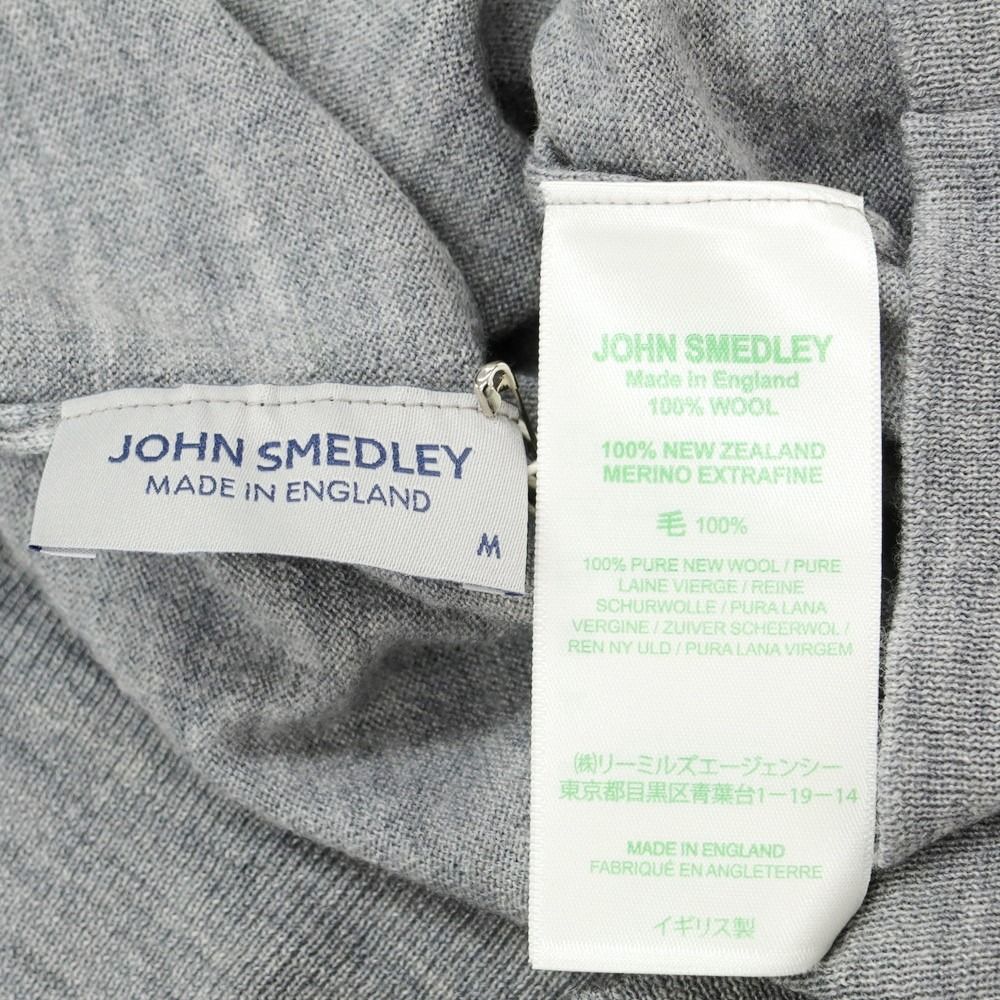 JOHN SMEDLEY
MADE IN ENGLAND
M
JOHN SMEDLEY
Made in England
100% WOOL
100% NEW ZEALAND
MERINO EXTRAFINE
毛 100%
100% PURE NEW WOOL / PURE
LAINE VIERGE / REINE
SCHURWOLLE / PURA LANA
VERGINE / ZUIVER SCHEERWOL /
REN NY ULD / PURA LANA VIRGEM
(株)リーミルズエージェンシー
東京都目黒区青葉台1-19-14
MADE IN ENGLAND
FABRIQUÉ EN ANGLETERRE
イギリス製